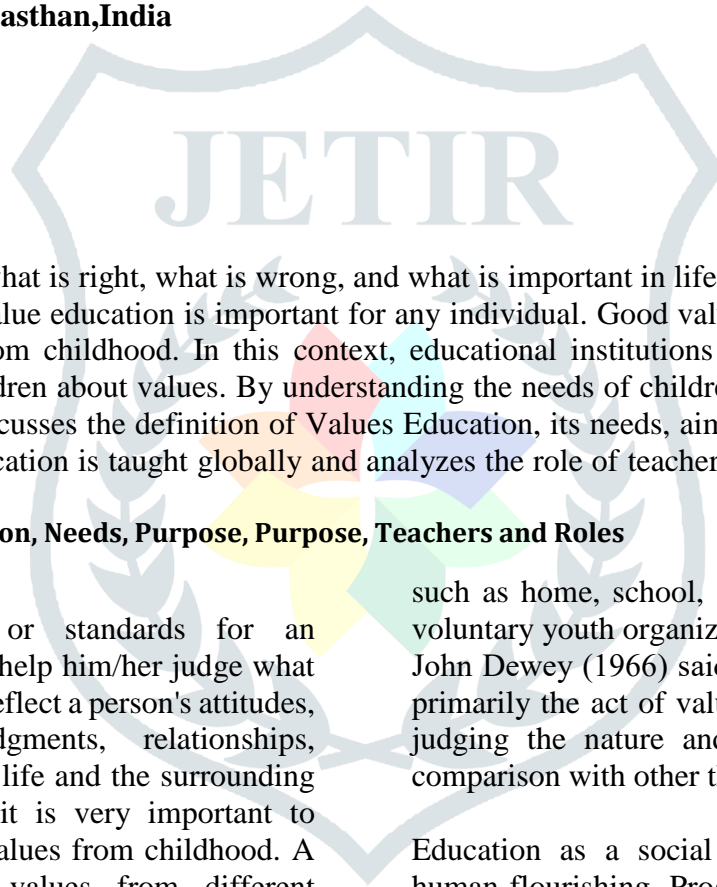 asthan,India
JETIR
hat is right, what is wrong, and what is important in life
alue education is important for any individual. Good val
om childhood. In this context, educational institutions
dren about values. By understanding the needs of childr
cusses the definition of Values Education, its needs, aim
cation is taught globally and analyzes the role of teacher
on, Needs, Purpose, Purpose, Teachers and Roles
or standards for an
help him/her judge what
eflect a person's attitudes,
dgments, relationships,
life and the surrounding
it is very important to
alues from childhood. A
values from different
such as home, school,
voluntary youth organiz
John Dewey (1966) said
primarily the act of valu
judging the nature and
comparison with other th
Education as a social
human flourishing. Pro